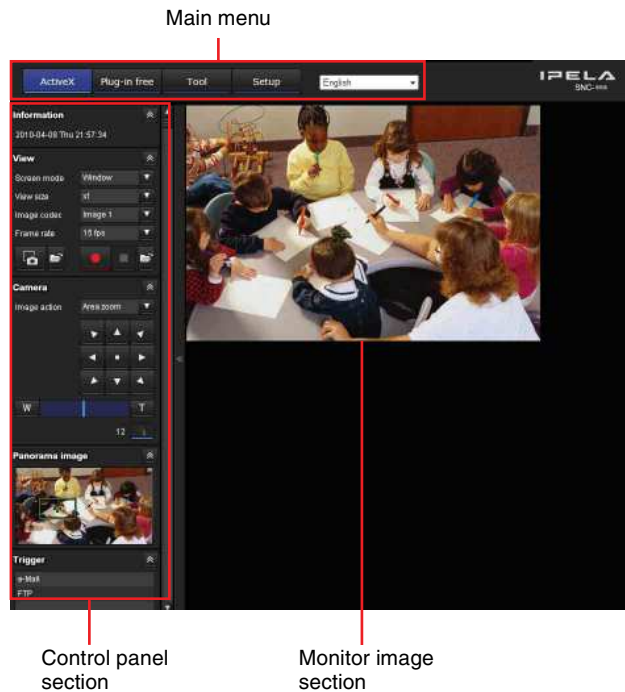 Main menu
ActiveX Plug-in free Tool Setup English
IPELA
Information
2010-04-08 Thu 21:57:34
View
Screen mode Window
View size x1
Image codec Image 1
Frame rate 15 fps
Camera
Image action Area zoom
W T
12
Panorama image
Trigger
e-Mail
FTP
Control panel
section
Monitor image
section